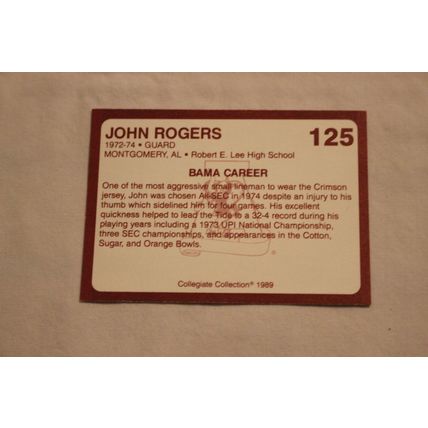 JOHN ROGERS 125
1972-74 • GUARD
MONTGOMERY, AL • Robert E. Lee High School
BAMA CAREER
One of the most aggressive small lineman to wear the Crimson
jersey, John was chosen All-SEC in 1974 despite an injury to his
thumb which sidelined him for four games. His excellent
quickness helped to lead the Tide to a 32-4 record during his
playing years including a 1973 UPI National Championship,
three SEC championships, and appearances in the Cotton,
Sugar, and Orange Bowls.
Collegiate Collection® 1989